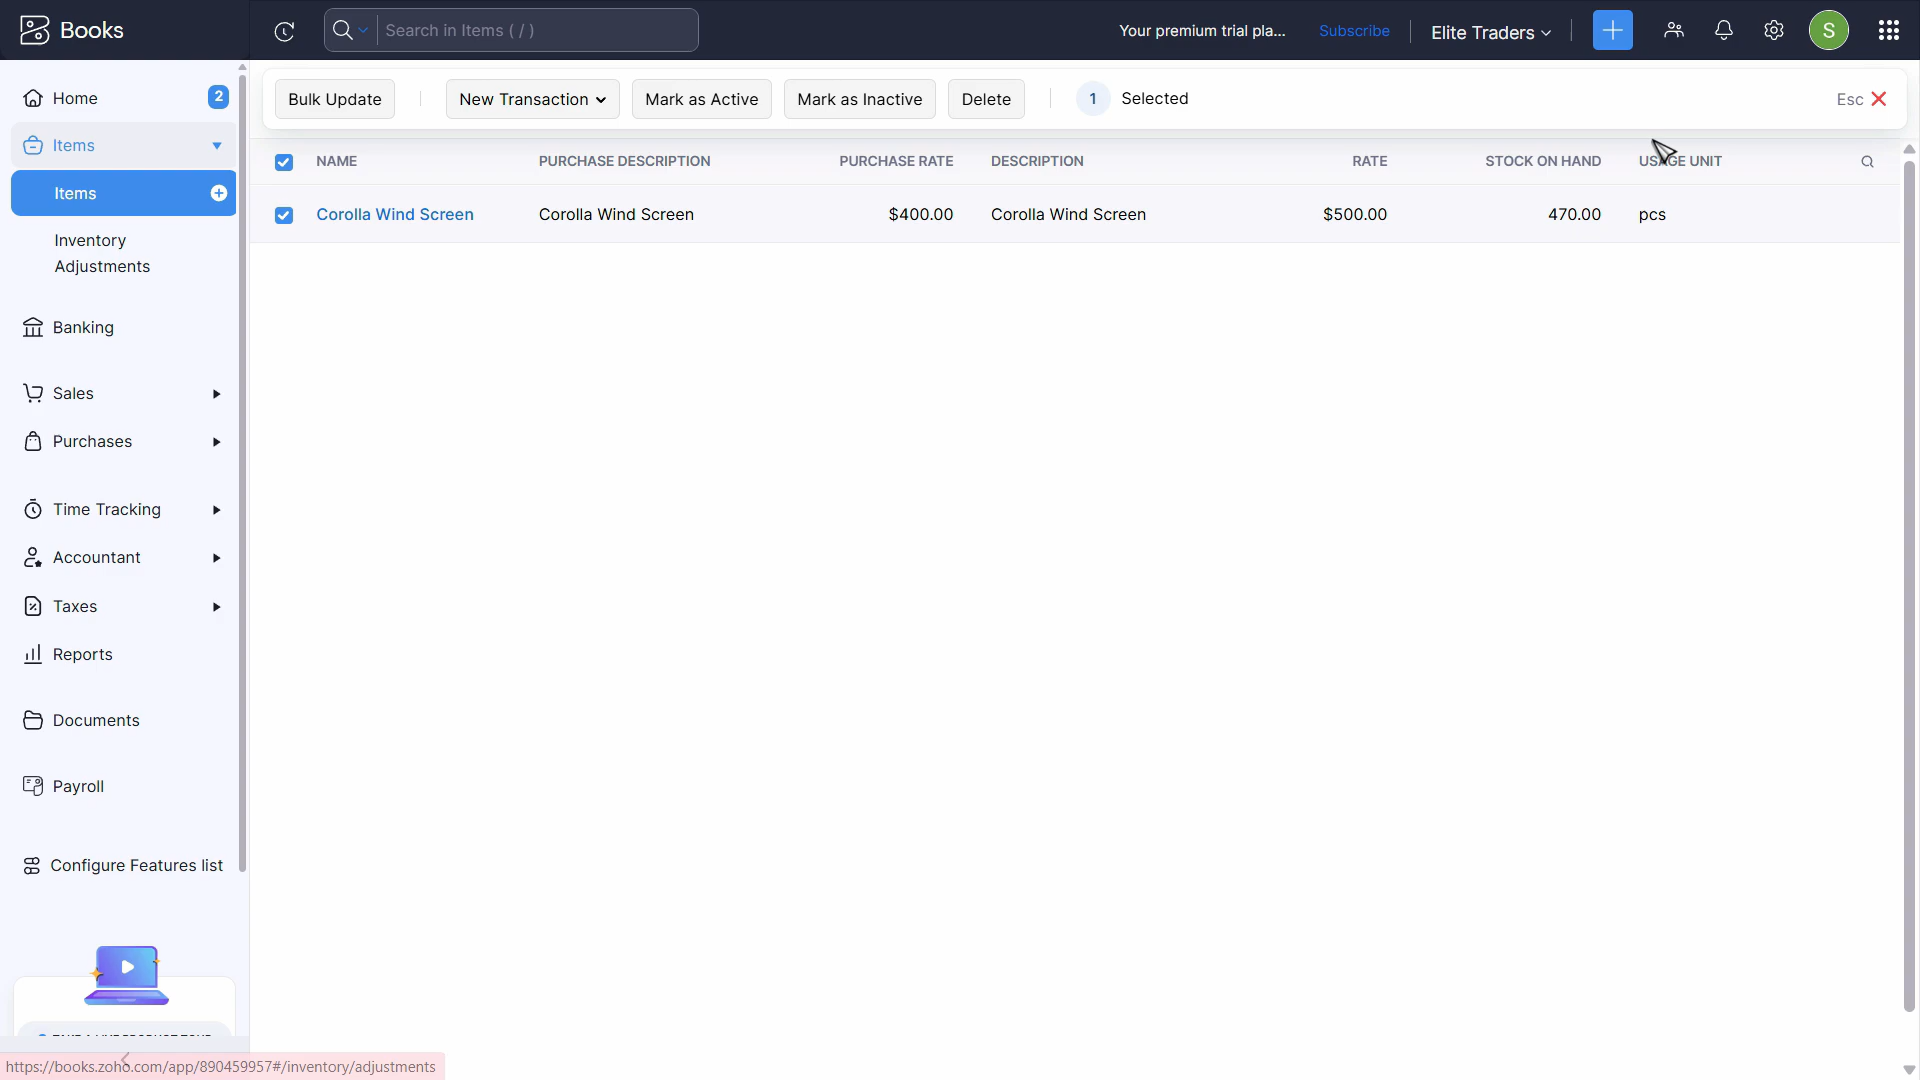 Books
Search in Items ( / )
Your premium trial pla...
Subscribe
Elite Traders
S
Home
2
Items
Items
Inventory
Adjustments
Banking
Sales
Purchases
Time Tracking
Accountant
Taxes
Reports
Documents
Payroll
Configure Features list
Bulk Update
New Transaction
Mark as Active
Mark as Inactive
Delete
1 Selected
Esc
NAME PURCHASE DESCRIPTION PURCHASE RATE DESCRIPTION RATE STOCK ON HAND USAGE UNIT
Corolla Wind Screen Corolla Wind Screen $400.00 Corolla Wind Screen $500.00 470.00 pcs
https://books.zoho.com/app/890459957#/inventory/adjustments